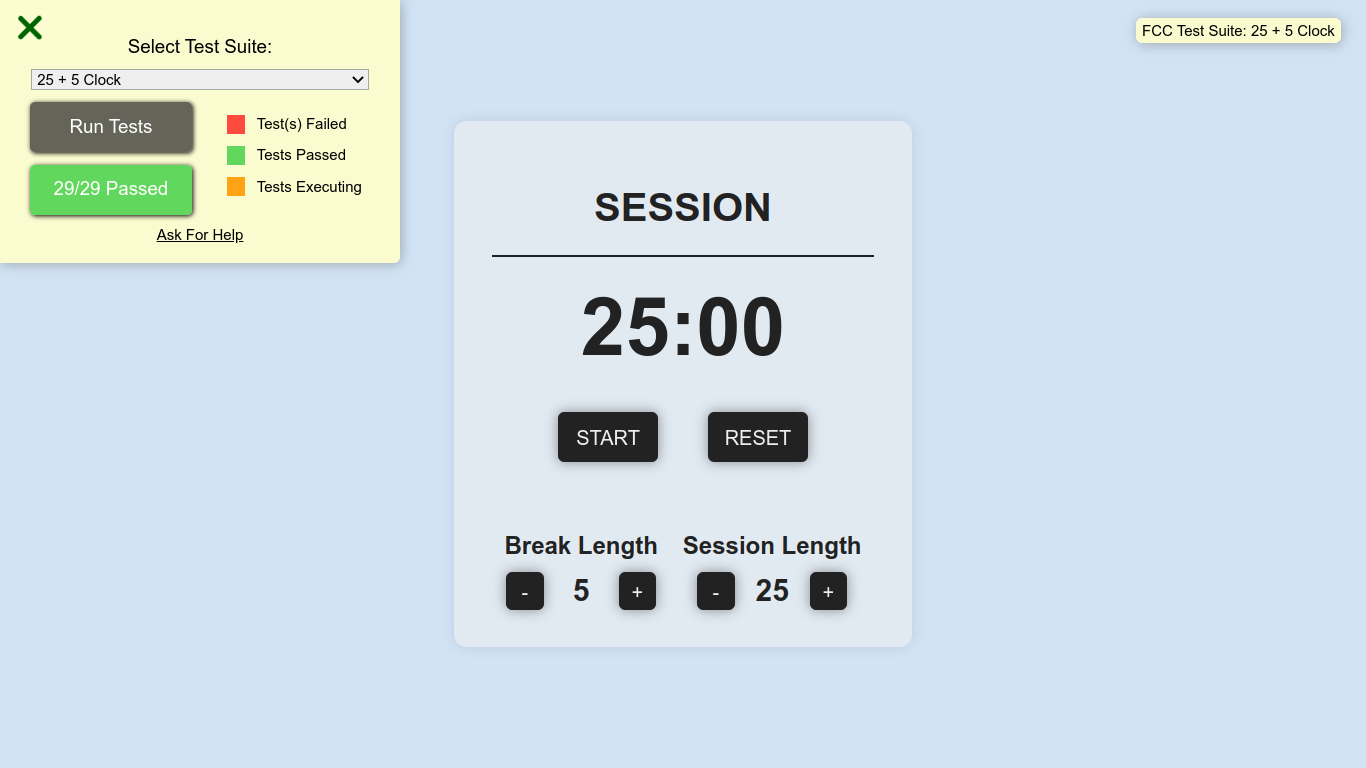 Select Test Suite:
25 + 5 Clock
Run Tests
29/29 Passed
Test(s) Failed
Tests Passed
Tests Executing
Ask For Help
FCC Test Suite: 25 + 5 Clock
SESSION
25:00
START RESET
Break Length Session Length
- 5 + - 25 +